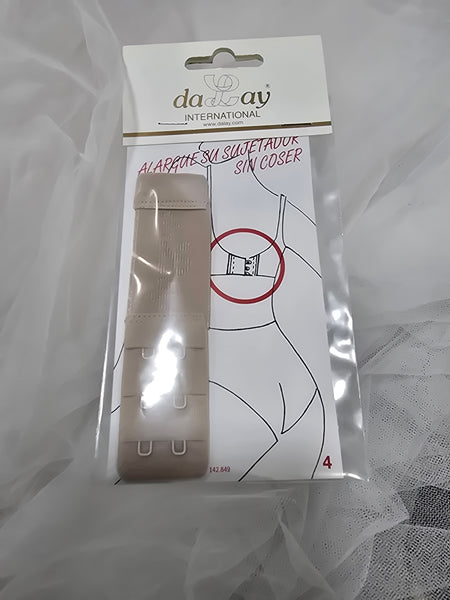 dalay®
INTERNATIONAL
www.dalay.com
ALARGUE SU SUJETADOR
SIN COSER
142.849
4